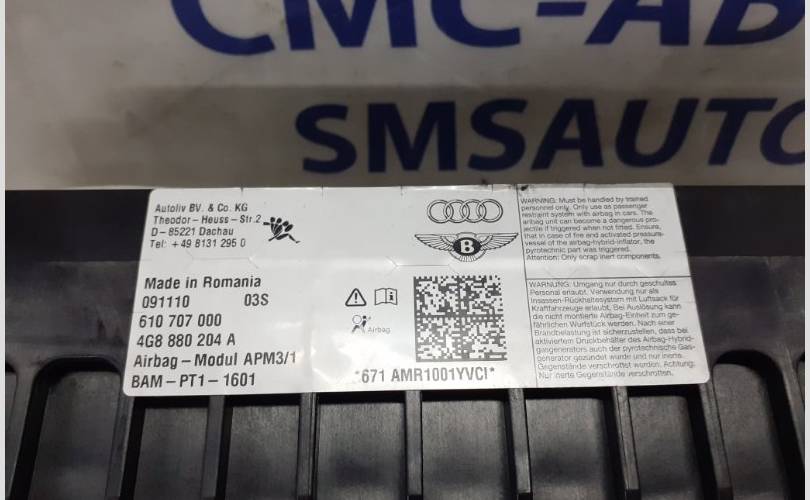 CMC-AB
SMSAUTO
Autoliv BV. & Co. KG
Theodor-Heuss-Str.2
D-85221 Dachau
Tel: +49 8131 295 0
Made in Romania
091110 03S
610 707 000
4G8 880 204 A
Airbag-Modul APM3/1
BAM-PT1-1601
B
Airbag
*671 AMR1001YVCI*
WARNING: Must be handled by trained
personnel only. Only use as passenger
restraint system with airbag in cars. The
airbag unit can become a dangerous pro-
jectile if triggered when not fitted. Ensure,
that in case of fire and activated pressure-
vessel of the airbag-hybrid-inflator, the
pyrotechnic system was triggered.
Attention: Only scrap inert components.
WARNUNG: Umgang nur durch geschultes
Personal erlaubt. Verwendung nur als
Insassen-Rückhaltesystem mit Luftsack für
Kraftfahrzeuge erlaubt. Bei Auslösung kann
die nicht montierte Airbag-Einheit zum ge-
fährlichen Wurfstück werden. Nach einer
Brandbelastung ist sicherzustellen, dass bei
aktiviertem Druckbehälter des Airbag-Hybrid-
gasgenerators auch der pyrotechnische Gas-
generator gezündet wurde und nur inerte
Gegenstände verschrottet werden. Achtung:
Nur inerte Gegenstände verschrotten.